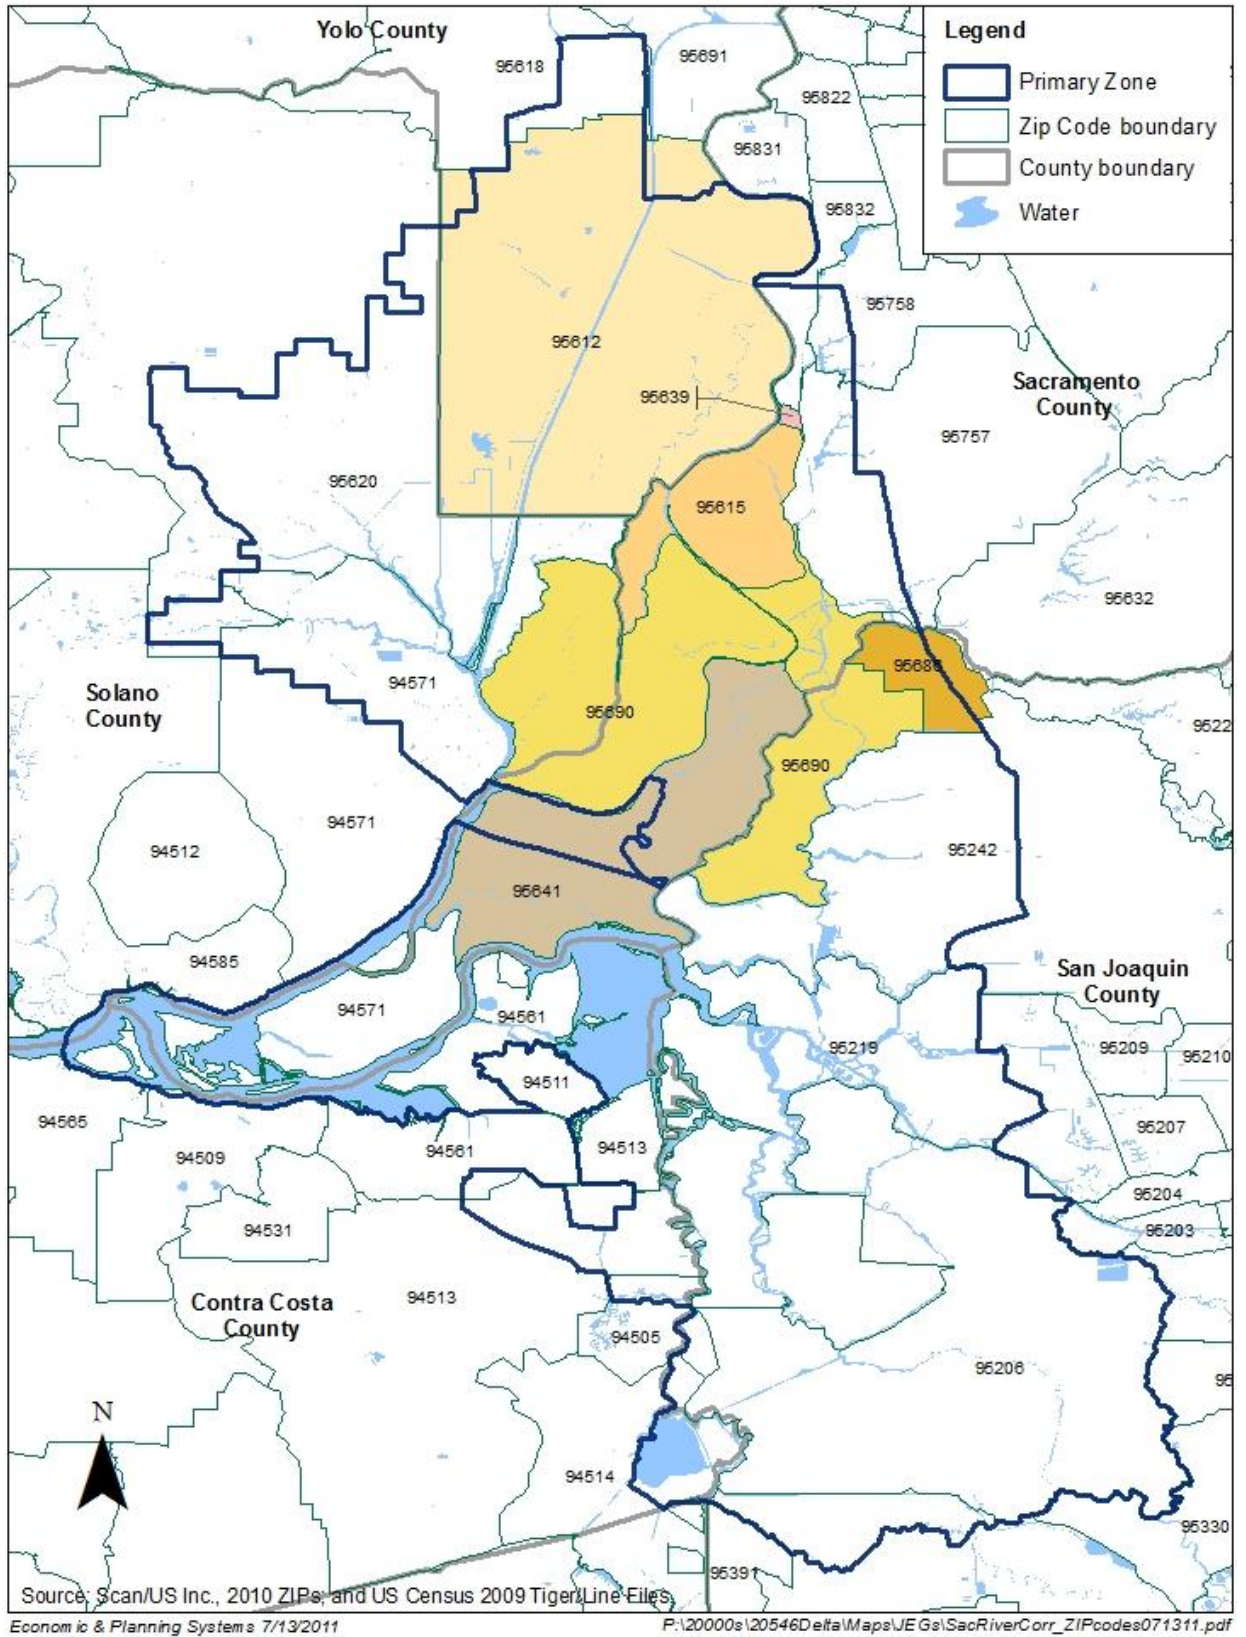 Yolo County
95618
95691
Legend
Primary Zone
Zip Code boundary
County boundary
Water
95822
95831
95832
95758
95612
95639
Sacramento
County
95757
95620
95615
95632
Solano
County
94571
95686
95690
9522
95690
94571
94512
95242
95641
94585
San Joaquin
County
94571
94561
95219
95209
95210
94511
94565
95207
94509
94561
94513
95204
94531
95203
Contra Costa
County
94513
94505
95206
95
N
94514
95330
95391
Source: Scan/US Inc., 2010 ZIPs; and US Census 2009 Tiger/Line Files.
Economic & Planning Systems 7/13/2011
P:\20000s\20546Delta\Maps\JEGs\SacRiverCorr_ZIPcodes071311.pdf